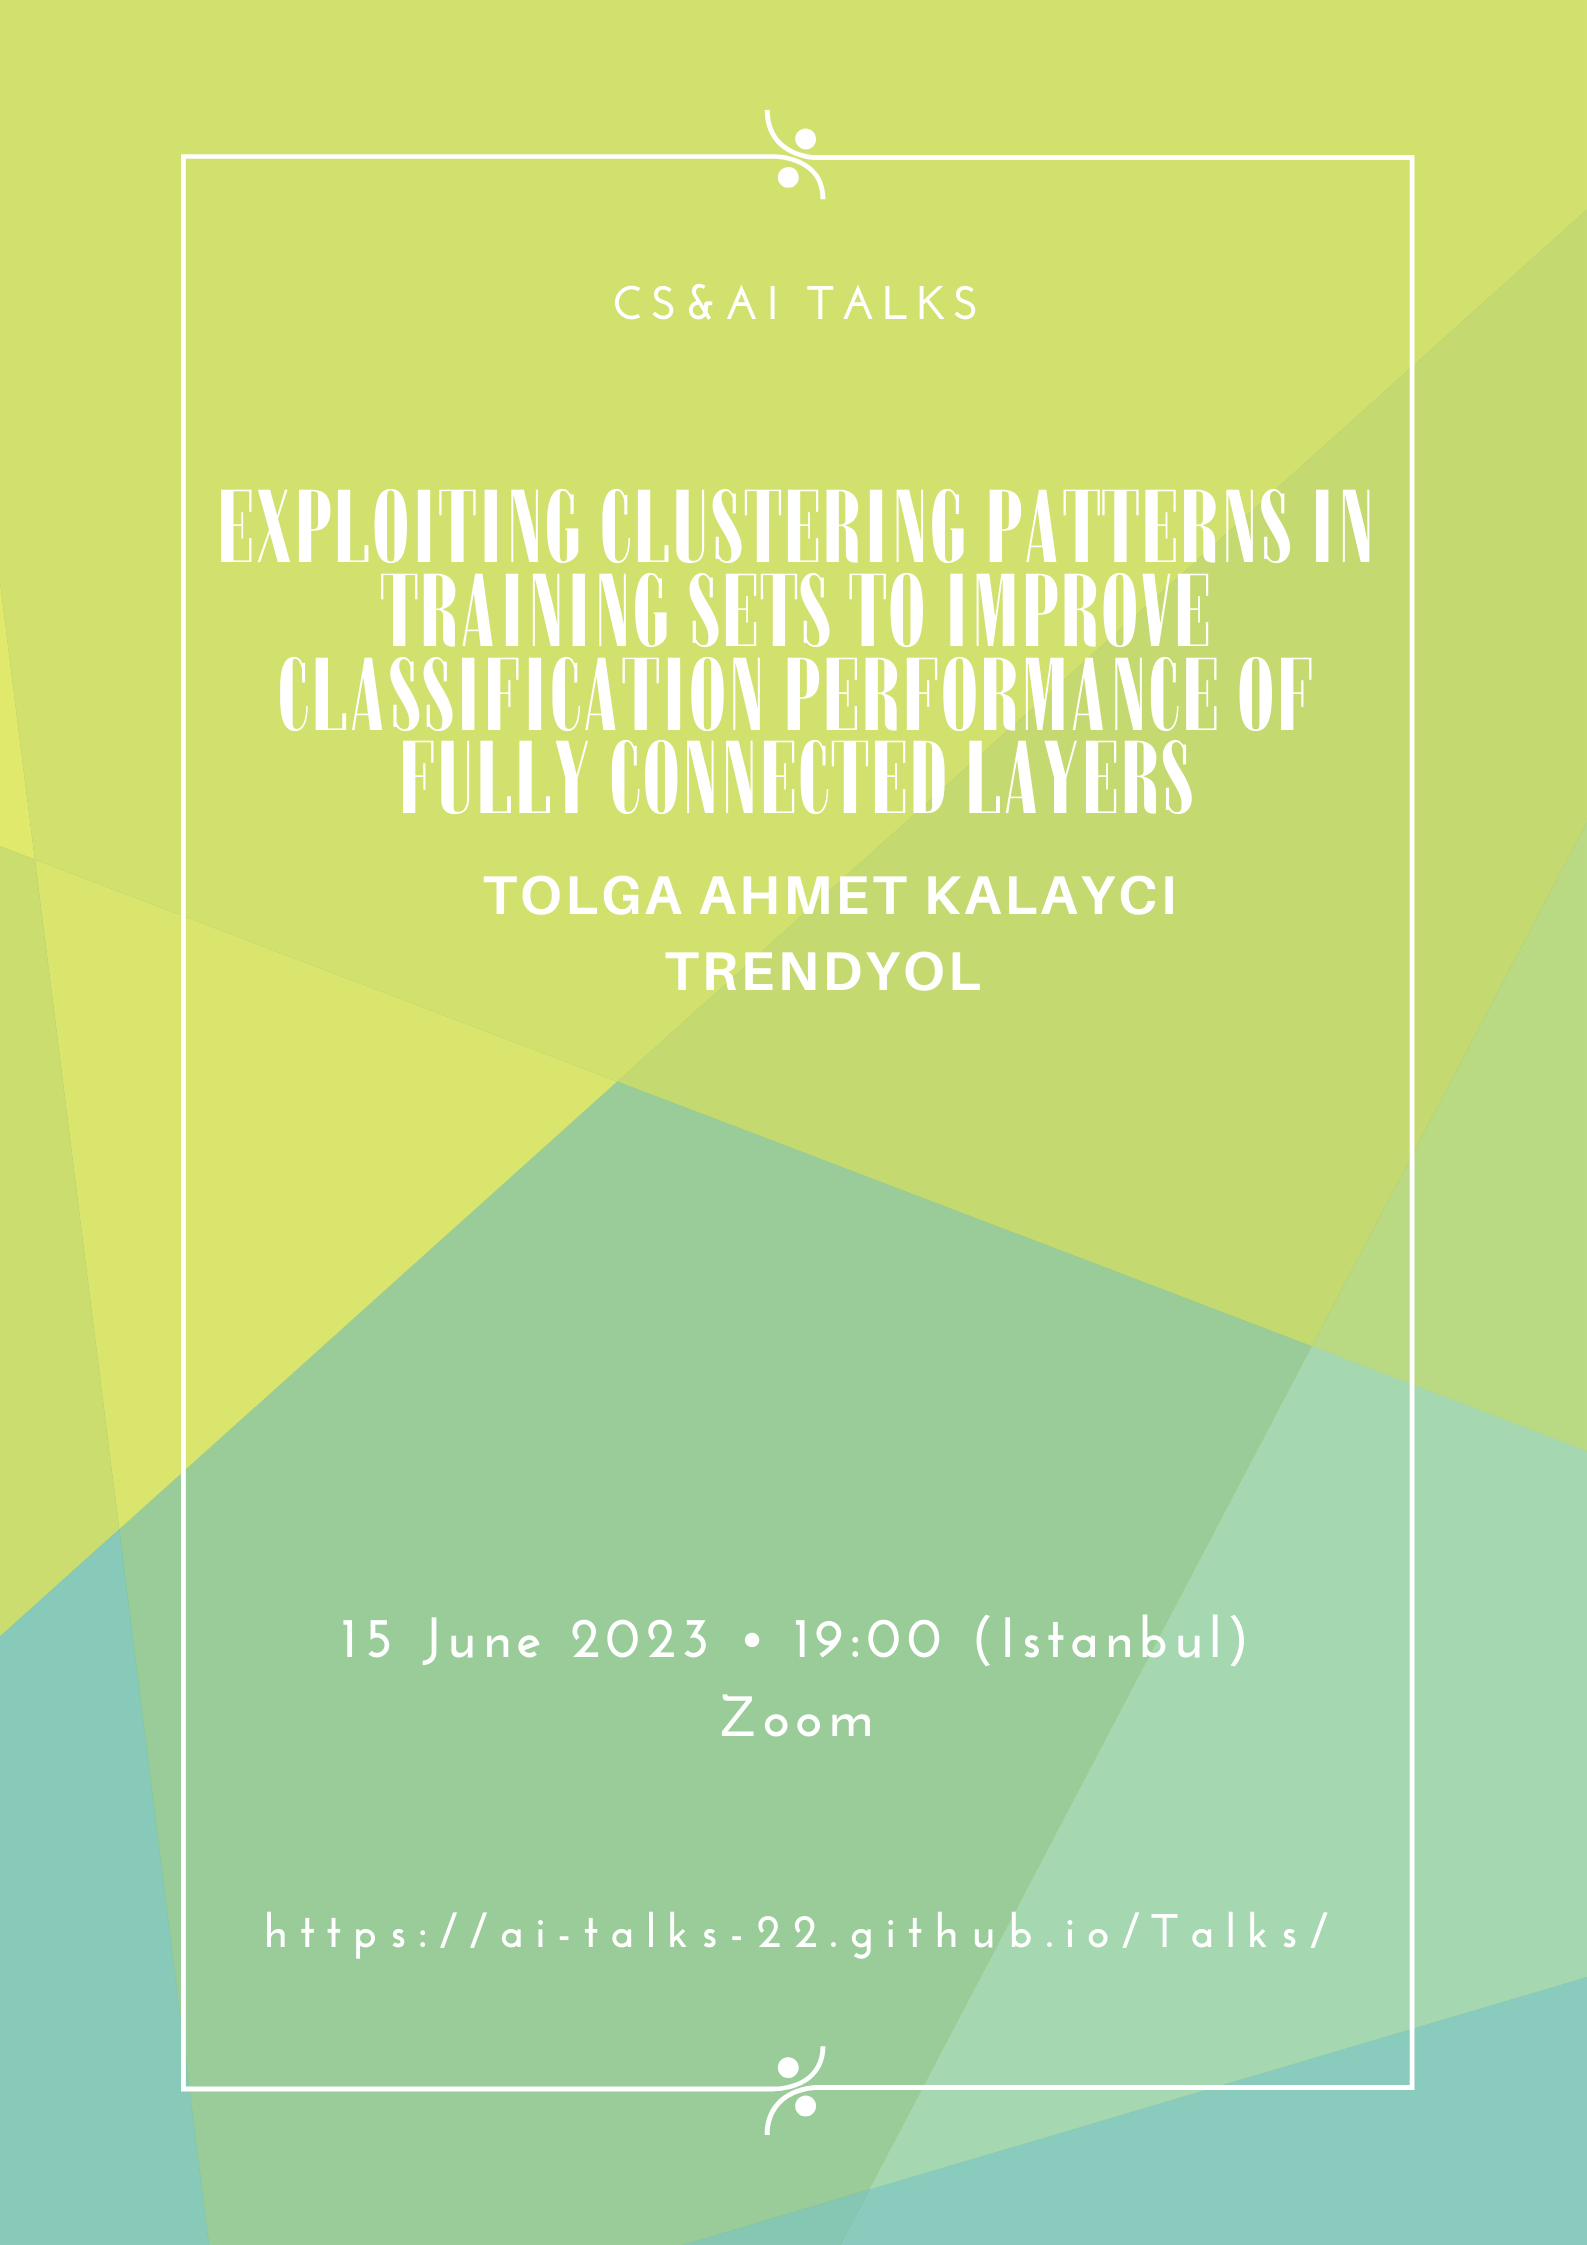 CS&AI TALKS
EXPLOITING CLUSTERING PATTERNS IN
TRAINING SETS TO IMPROVE
CLASSIFICATION PERFORMANCE OF
FULLY CONNECTED LAYERS
TOLGA AHMET KALAYCI
TRENDYOL
15 June 2023 • 19:00 (Istanbul)
Zoom
https://ai-talks-22.github.io/Talks/